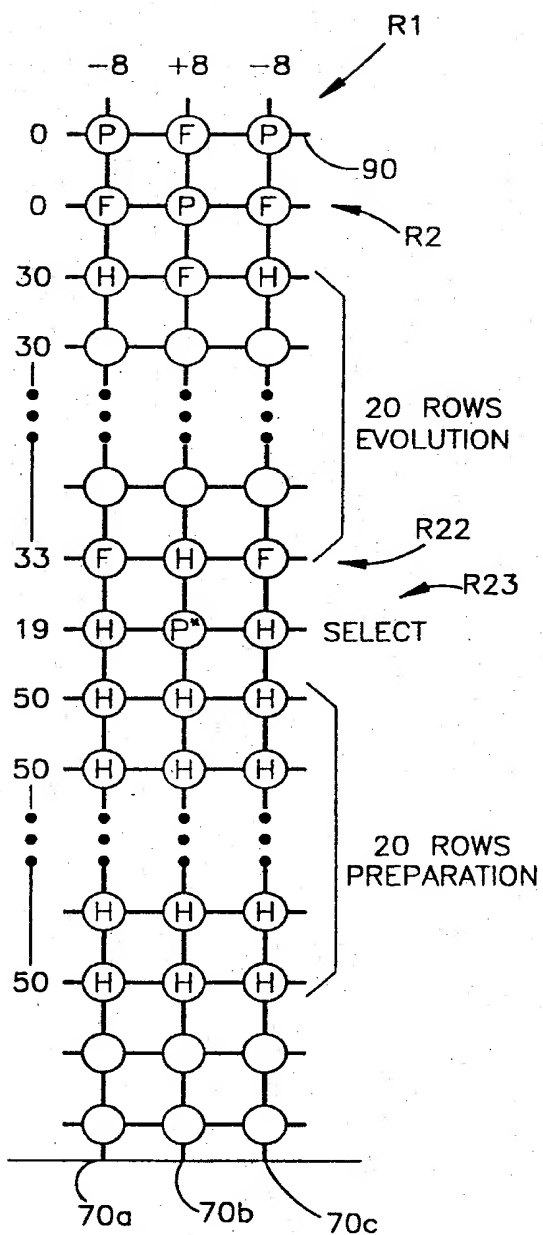 R1
−8 +8 −8
0 P F P
90
0 F P F
R2
30 H F H
30
20 ROWS
EVOLUTION
R22
33 F H F
R23
19 H P* H SELECT
50 H H H
50 H H H
20 ROWS
PREPARATION
H H H
50 H H H
70a 70b 70c